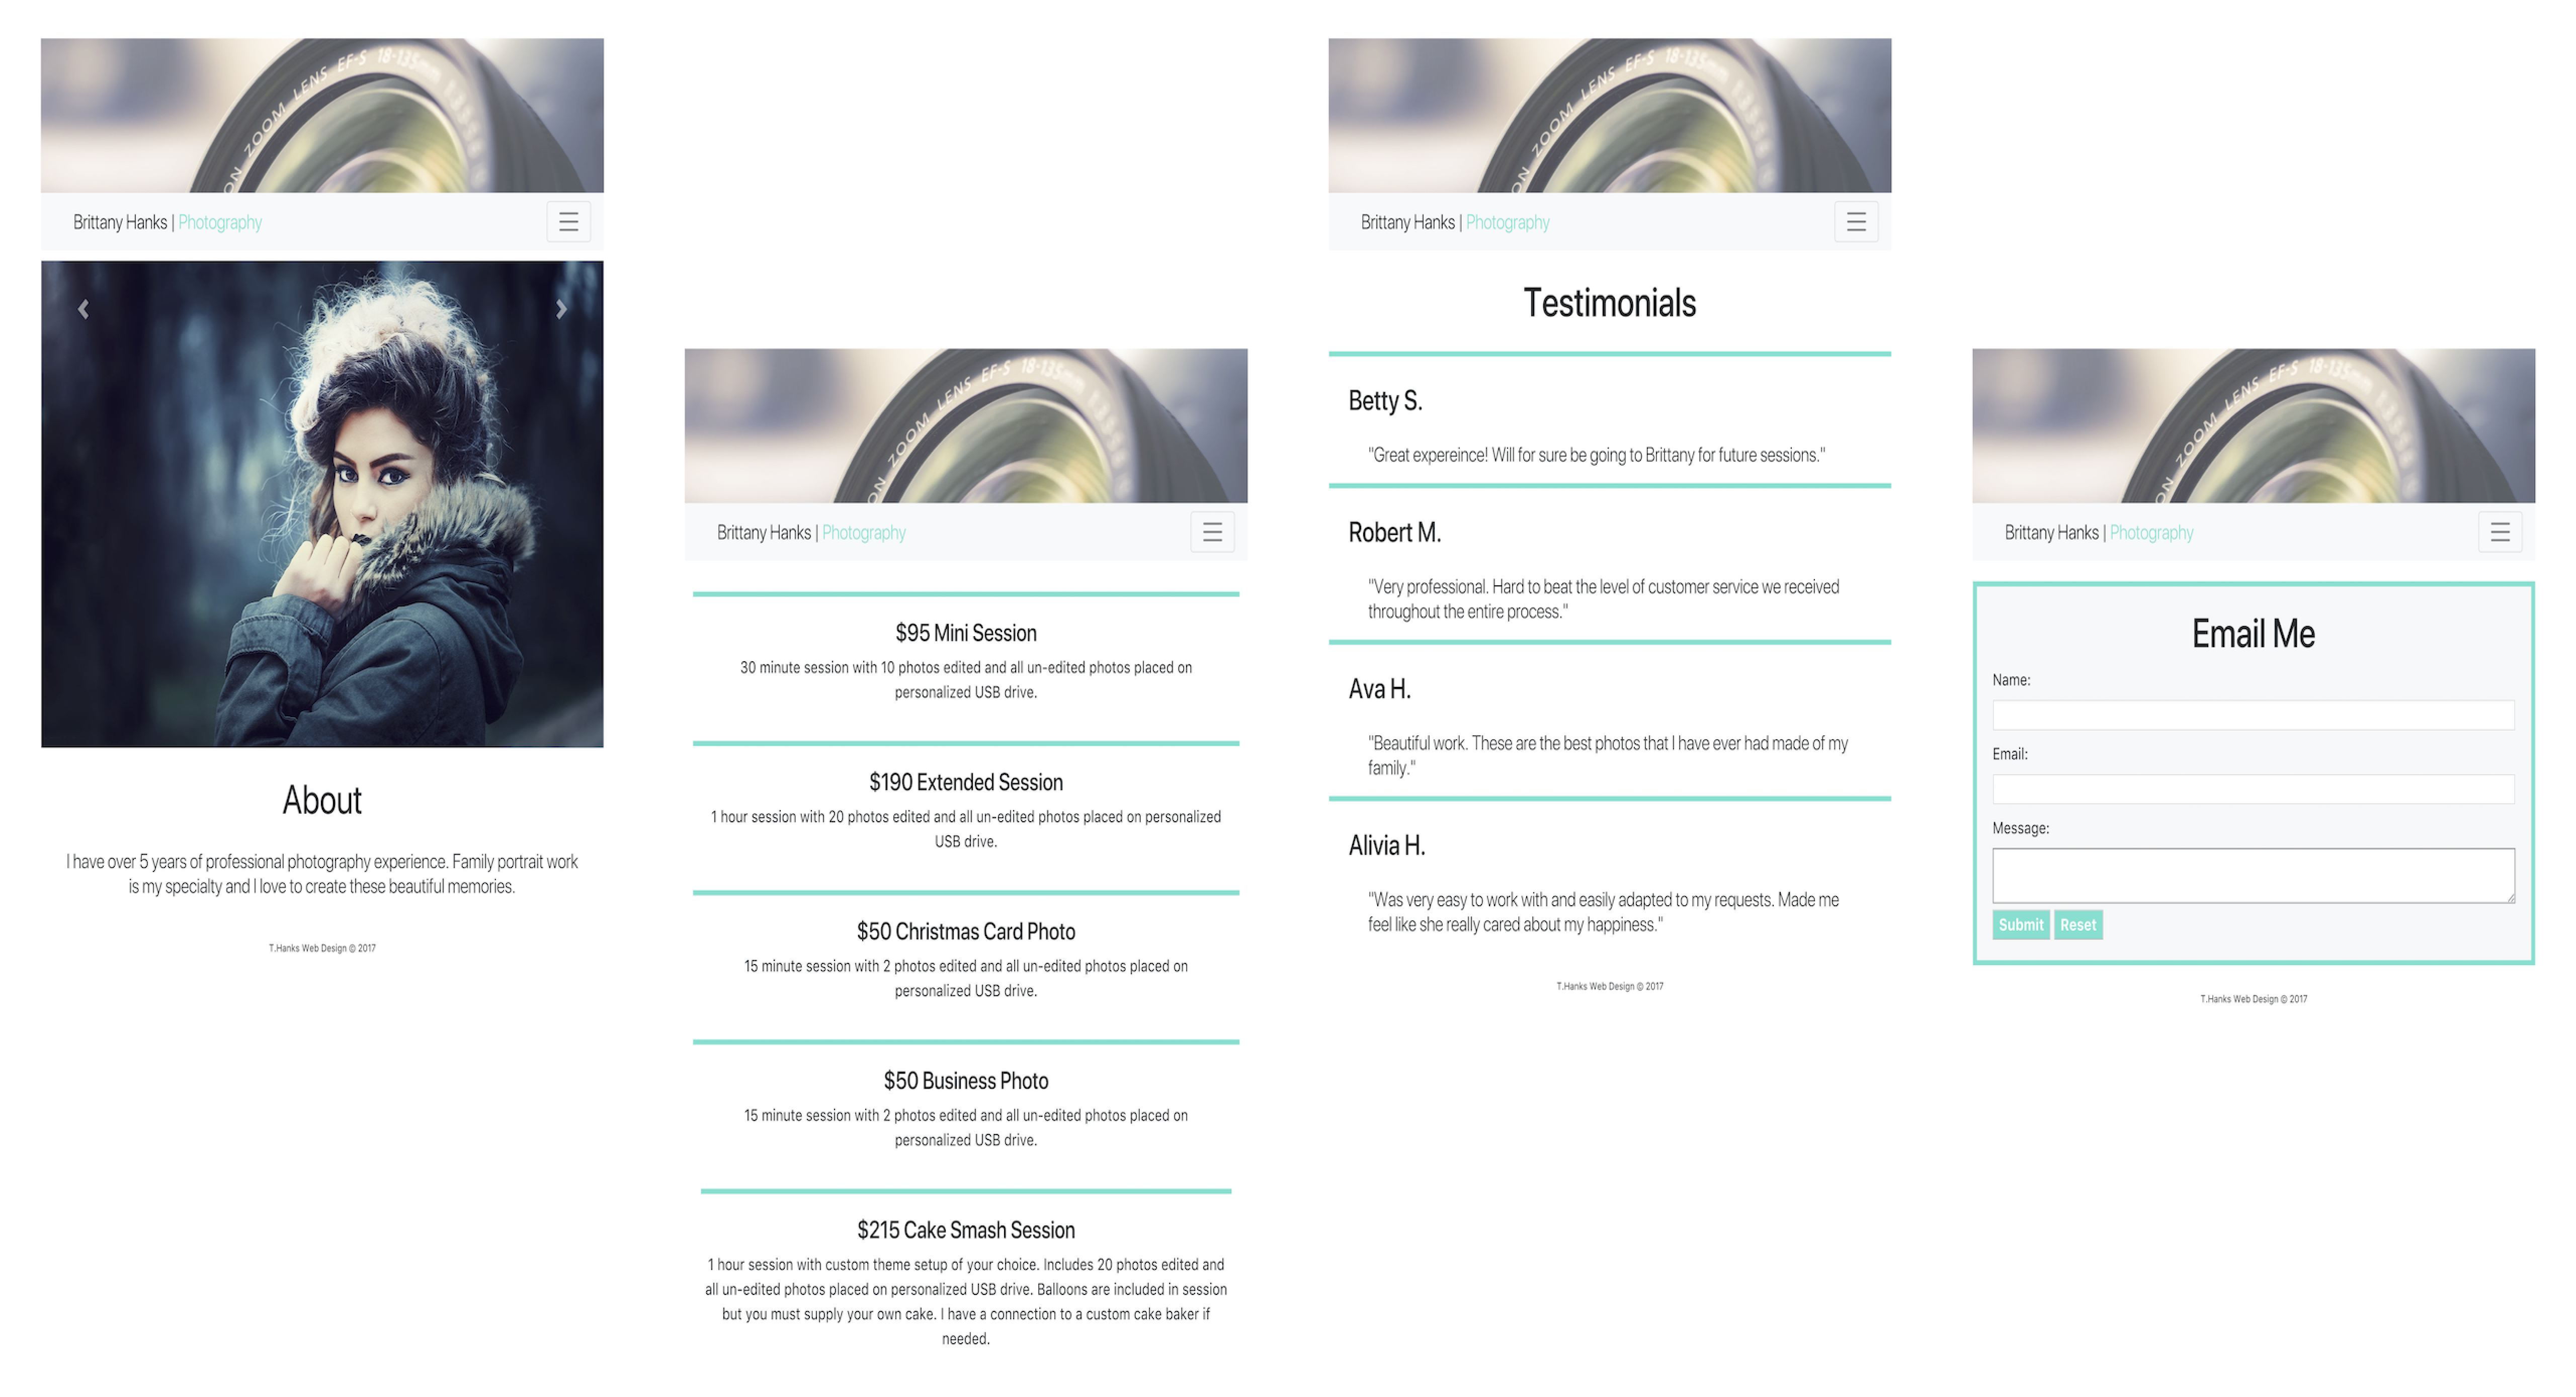 ON ZOOM LENS EF-S 18-135mm
Brittany Hanks | Photography
About
I have over 5 years of professional photography experience. Family portrait work
is my specialty and I love to create these beautiful memories.
T.Hanks Web Design © 2017
ON ZOOM LENS EF-S 18-135mm
Brittany Hanks | Photography
$95 Mini Session
30 minute session with 10 photos edited and all un-edited photos placed on
personalized USB drive.
$190 Extended Session
1 hour session with 20 photos edited and all un-edited photos placed on personalized
USB drive.
$50 Christmas Card Photo
15 minute session with 2 photos edited and all un-edited photos placed on
personalized USB drive.
$50 Business Photo
15 minute session with 2 photos edited and all un-edited photos placed on
personalized USB drive.
$215 Cake Smash Session
1 hour session with custom theme setup of your choice. Includes 20 photos edited and
all un-edited photos placed on personalized USB drive. Balloons are included in session
but you must supply your own cake. I have a connection to a custom cake baker if
needed.
ON ZOOM LENS EF-S 18-135mm
Brittany Hanks | Photography
Testimonials
Betty S.
"Great expereince! Will for sure be going to Brittany for future sessions."
Robert M.
"Very professional. Hard to beat the level of customer service we received
throughout the entire process."
Ava H.
"Beautiful work. These are the best photos that I have ever had made of my
family."
Alivia H.
"Was very easy to work with and easily adapted to my requests. Made me
feel like she really cared about my happiness."
T.Hanks Web Design © 2017
ON ZOOM LENS EF-S 18-135mm
Brittany Hanks | Photography
Email Me
Name:
Email:
Message:
Submit Reset
T.Hanks Web Design © 2017